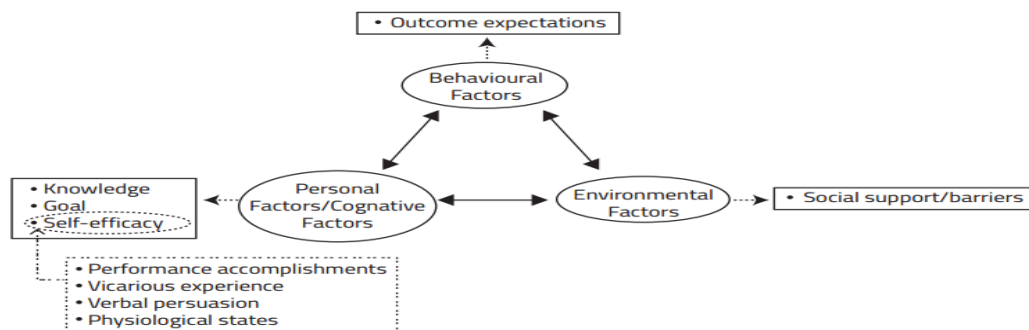 • Outcome expectations
Behavioural
Factors
• Knowledge
• Goal
• Self-efficacy
Personal
Factors/Cognitive
Factors
Environmental
Factors
• Social support/barriers
• Performance accomplishments
• Vicarious experience
• Verbal persuasion
• Physiological states